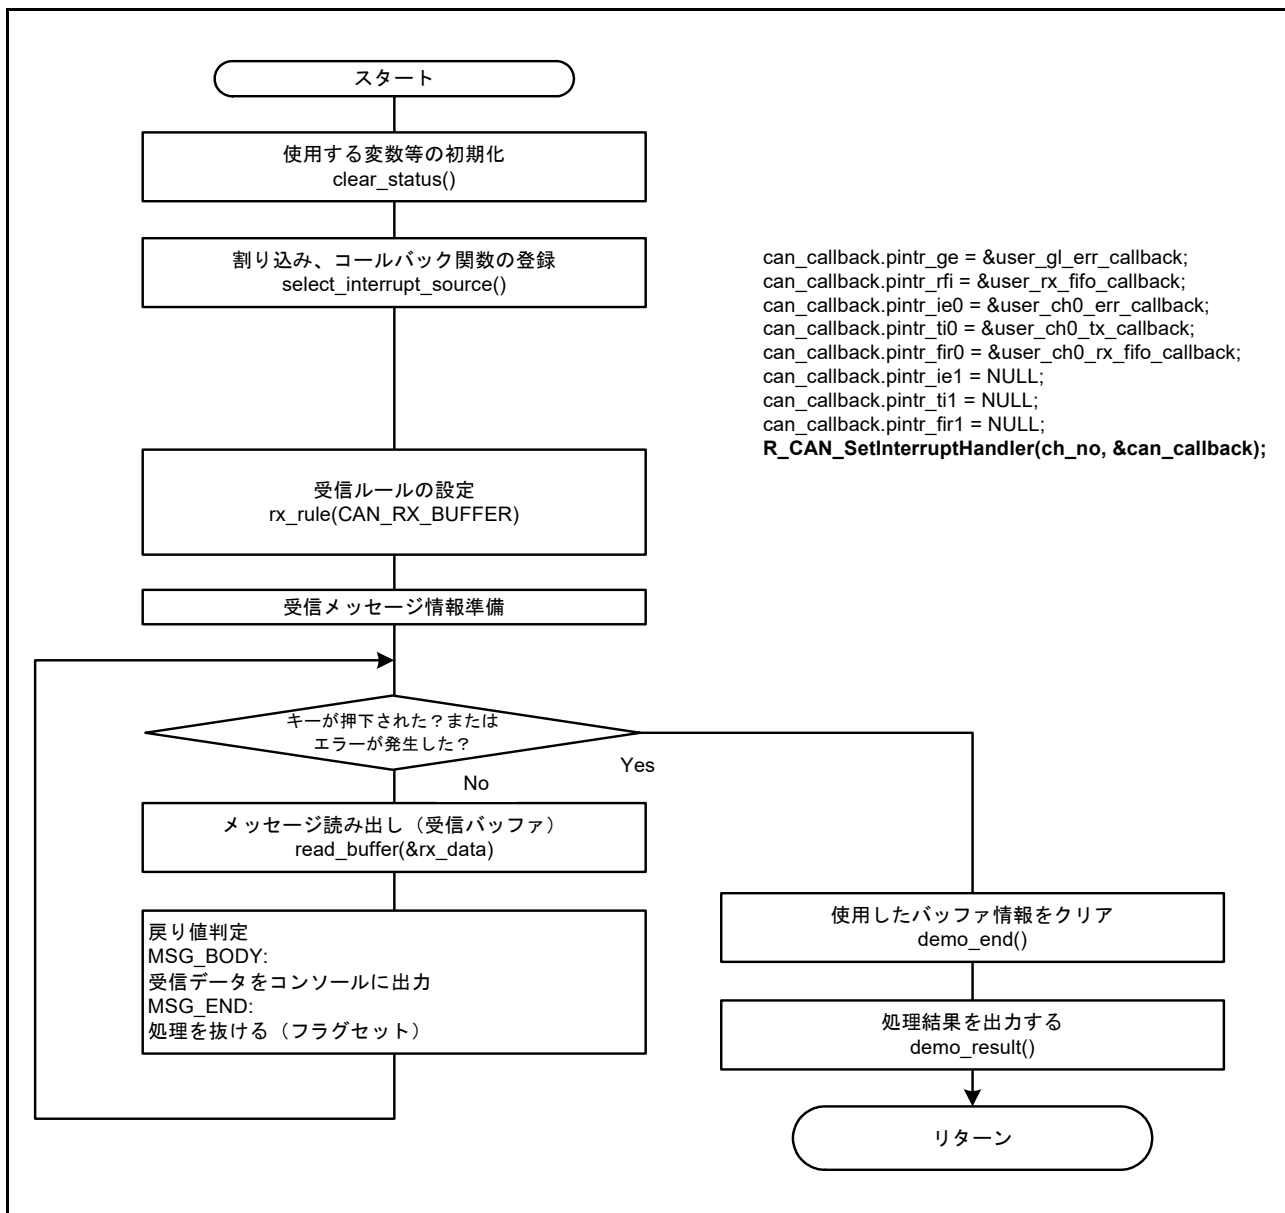 スタート
使用する変数等の初期化
clear_status()
割り込み、コールバック関数の登録
select_interrupt_source()
can_callback.pintr_ge = &user_gl_err_callback;
can_callback.pintr_rfi = &user_rx_fifo_callback;
can_callback.pintr_ie0 = &user_ch0_err_callback;
can_callback.pintr_ti0 = &user_ch0_tx_callback;
can_callback.pintr_fir0 = &user_ch0_rx_fifo_callback;
can_callback.pintr_ie1 = NULL;
can_callback.pintr_ti1 = NULL;
can_callback.pintr_fir1 = NULL;
R_CAN_SetInterruptHandler(ch_no, &can_callback);
受信ルールの設定
rx_rule(CAN_RX_BUFFER)
受信メッセージ情報準備
キーが押下された？または
エラーが発生した？
Yes
No
メッセージ読み出し（受信バッファ）
read_buffer(&rx_data)
戻り値判定
MSG_BODY:
受信データをコンソールに出力
MSG_END:
処理を抜ける（フラグセット）
使用したバッファ情報をクリア
demo_end()
処理結果を出力する
demo_result()
リターン